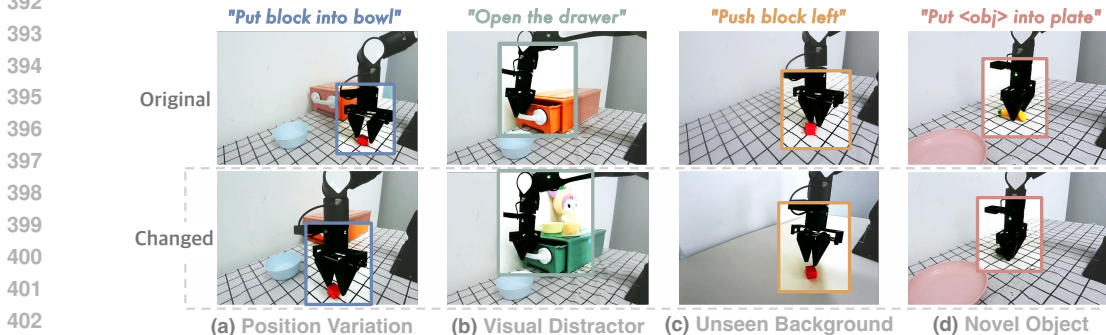 392
"Put block into bowl" "Open the drawer" "Push block left" "Put <obj> into plate"
393
394
395
Original
396
397
398
399
Changed
400
401
402
(a) Position Variation (b) Visual Distractor (c) Unseen Background (d) Novel Object